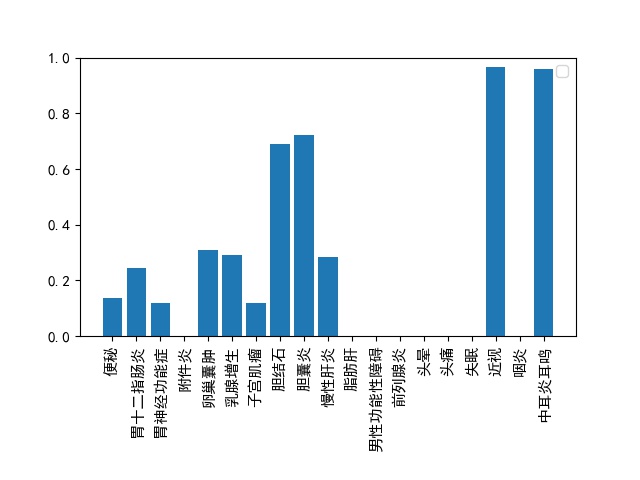 1.0
0.8
0.6
0.4
0.2
0.0
便秘
胃十二指肠炎
胃神经功能症
附件炎
卵巢囊肿
乳腺增生
子宫肌瘤
胆结石
胆囊炎
慢性肝炎
脂肪肝
男性功能性障碍
前列腺炎
头晕
头痛
失眠
近视
咽炎
中耳炎耳鸣